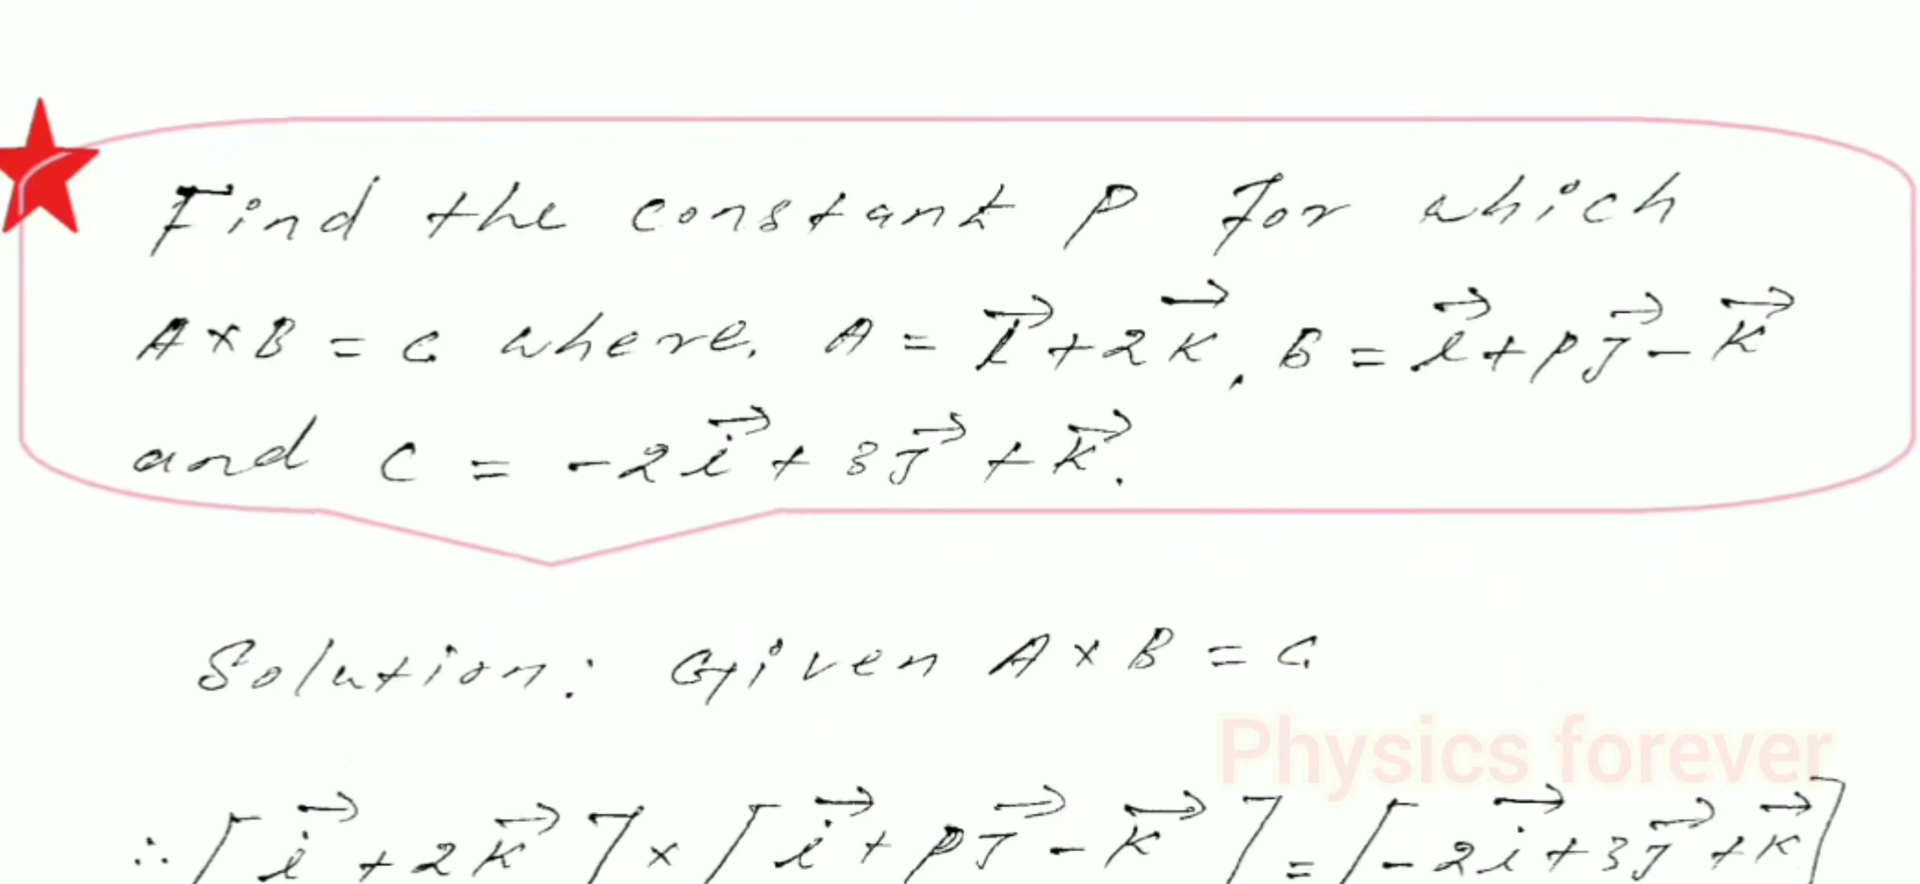 Find the constant P for which
A×B = C where, A = i⃗+2k⃗, B = i⃗+pj⃗-k⃗
and C = -2i⃗+3j⃗+k⃗.
Solution: Given A×B = C
Physics forever
∴ [i⃗+2k⃗]×[i⃗+pj⃗-k⃗] = [-2i⃗+3j⃗+k⃗]